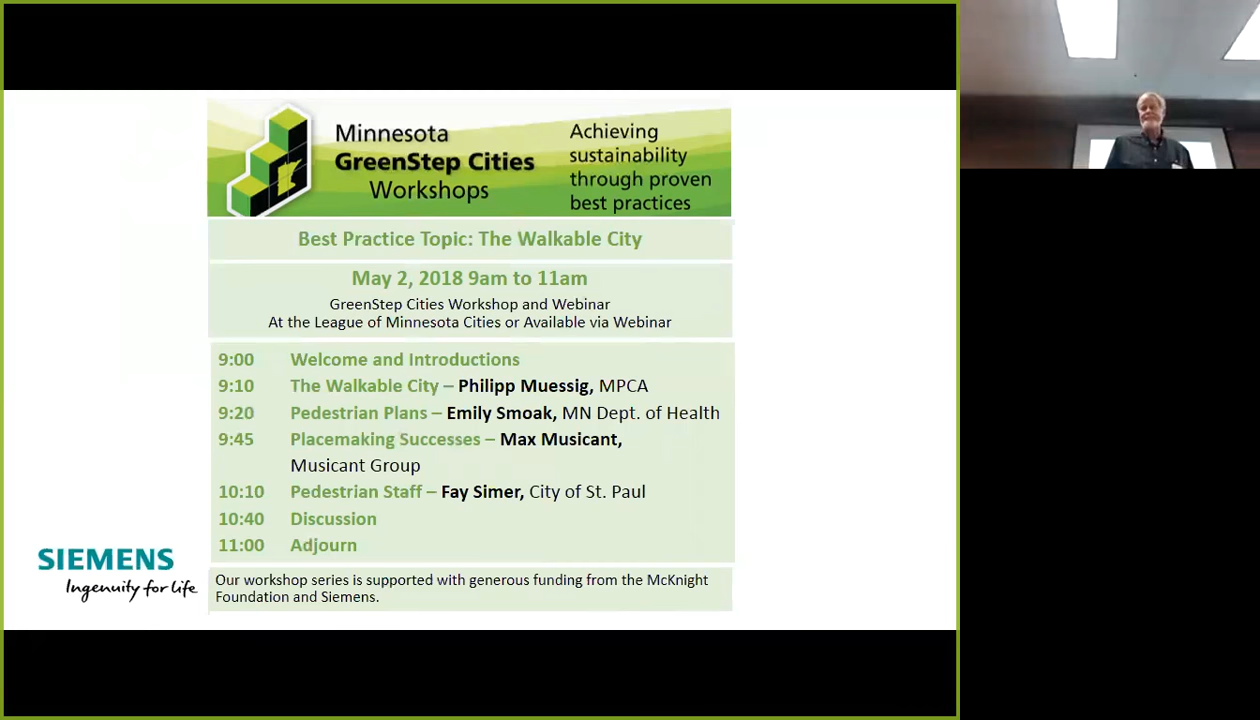 Minnesota
GreenStep Cities
Workshops
Achieving
sustainability
through proven
best practices
Best Practice Topic: The Walkable City
May 2, 2018 9am to 11am
GreenStep Cities Workshop and Webinar
At the League of Minnesota Cities or Available via Webinar
9:00 Welcome and Introductions
9:10 The Walkable City – Philipp Muessig, MPCA
9:20 Pedestrian Plans – Emily Smoak, MN Dept. of Health
9:45 Placemaking Successes – Max Musicant,
Musicant Group
10:10 Pedestrian Staff – Fay Simer, City of St. Paul
10:40 Discussion
11:00 Adjourn
SIEMENS
Ingenuity for life
Our workshop series is supported with generous funding from the McKnight
Foundation and Siemens.